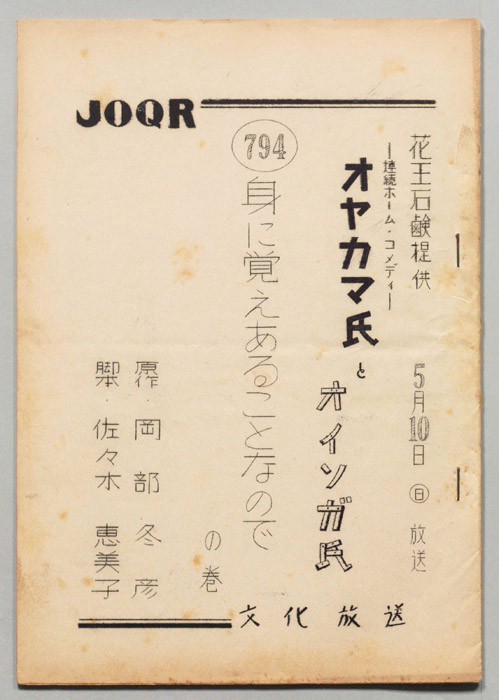 JOQR
花王石鹸提供
5月10日(日)放送
—連続ホーム・コメディ—
オヤカマ氏とオイソガ氏
794
身に覚えあることなので
の巻
原作・岡部冬彦
脚・佐々木恵美子
文化放送